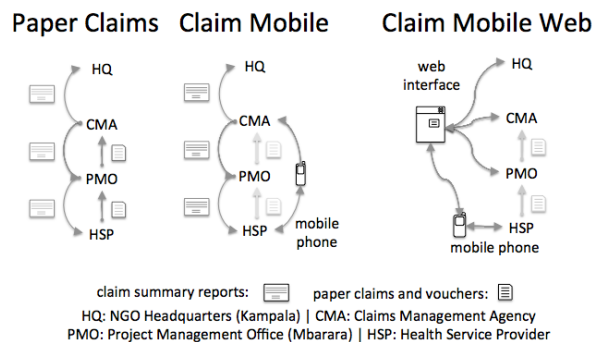 Paper Claims
Claim Mobile
Claim Mobile Web
HQ
CMA
PMO
HSP
HQ
CMA
PMO
HSP
mobile
phone
web
interface
HQ
CMA
PMO
HSP
mobile phone
claim summary reports:
paper claims and vouchers:
HQ: NGO Headquarters (Kampala) | CMA: Claims Management Agency
PMO: Project Management Office (Mbarara) | HSP: Health Service Provider